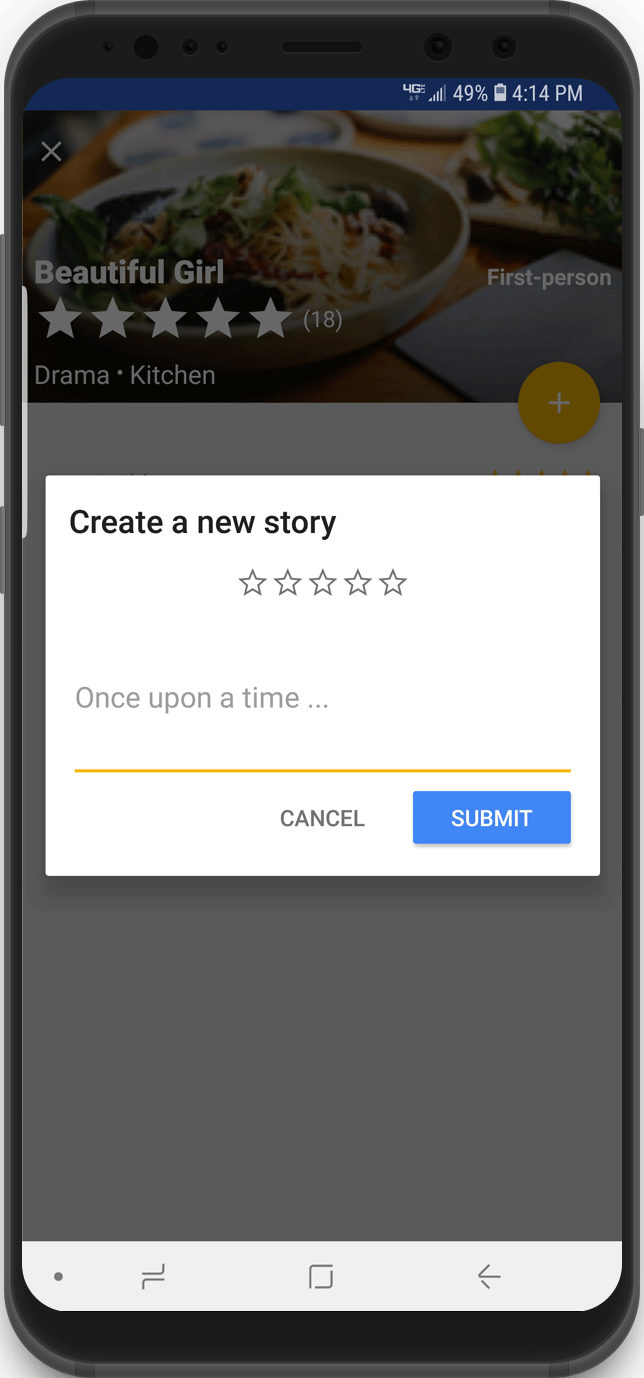 4G 49% 4:14 PM
Beautiful Girl
First-person
(18)
Drama • Kitchen
Create a new story
Once upon a time ...
CANCEL SUBMIT